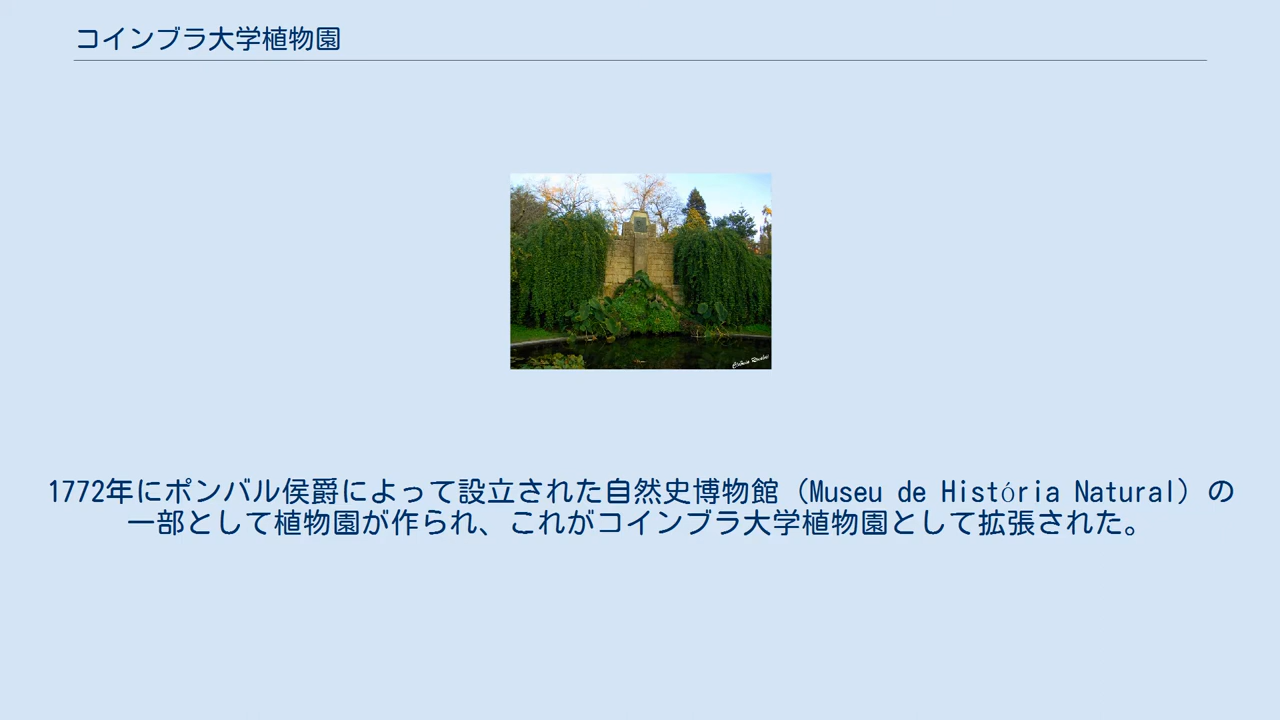 コインブラ大学植物園
1772年にポンバル侯爵によって設立された自然史博物館（Museu de História Natural）の
一部として植物園が作られ、これがコインブラ大学植物園として拡張された。